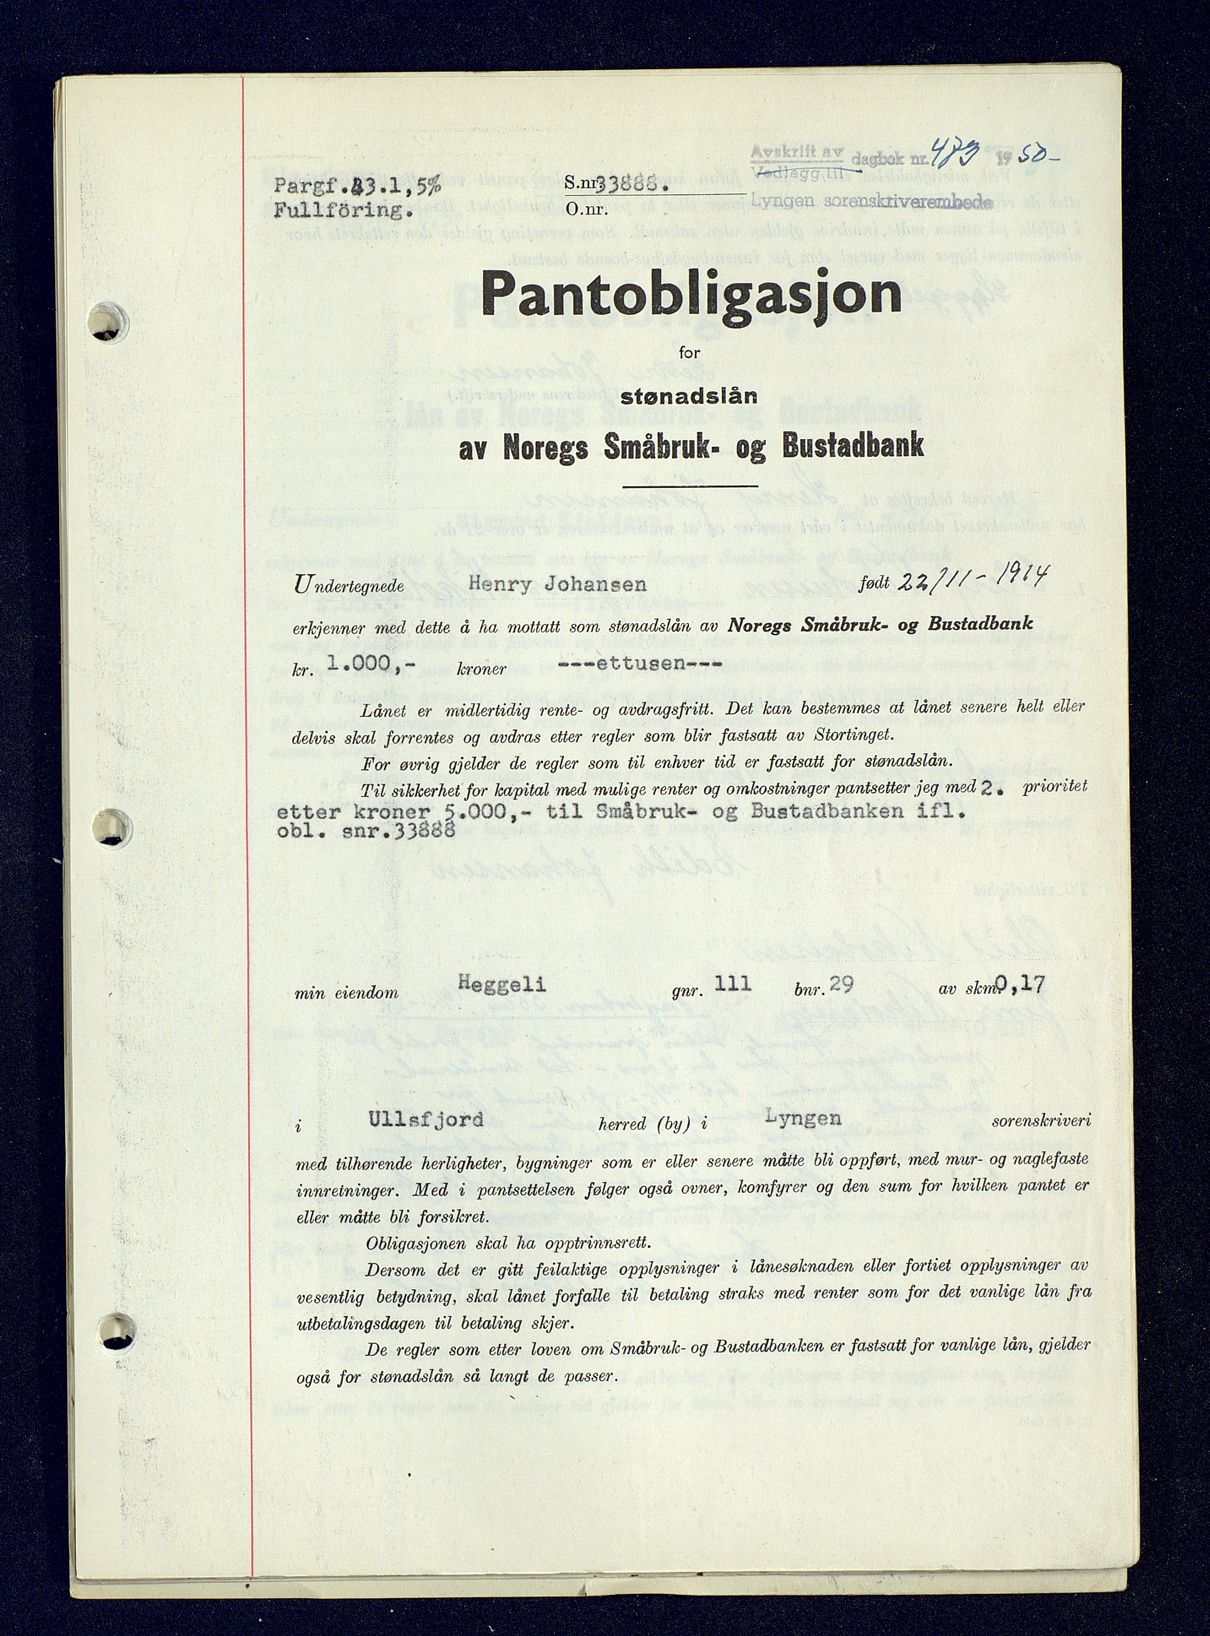 Avskrift av dagbok nr. 483 1950-
Vedlegg til
Lyngen sorenskriverembede
Pargf.23.1,5%
Fullföring.
S.nr.33888.
O.nr.
Pantobligasjon
for
stønadslån
av Noregs Småbruk- og Bustadbank
Undertegnede Henry Johansen født 22/11-1914
erkjenner med dette å ha mottatt som stønadslån av Noregs Småbruk- og Bustadbank
kr. 1.000,- kroner ---ettusen---
Lånet er midlertidig rente- og avdragsfritt. Det kan bestemmes at lånet senere helt eller
delvis skal forrentes og avdras etter regler som blir fastsatt av Stortinget.
For øvrig gjelder de regler som til enhver tid er fastsatt for stønadslån.
Til sikkerhet for kapital med mulige renter og omkostninger pantsetter jeg med 2. prioritet
etter kroner 5.000,- til Småbruk- og Bustadbanken ifl.
obl. snr.33888
min eiendom Heggeli gnr. 111 bnr. 29 av skm. 0,17
i Ullsfjord herred (by) i Lyngen sorenskriveri
med tilhørende herligheter, bygninger som er eller senere måtte bli oppført, med mur- og naglefaste
innretninger. Med i pantsettelsen følger også ovner, komfyrer og den sum for hvilken pantet er
eller måtte bli forsikret.
Obligasjonen skal ha opptrinnsrett.
Dersom det er gitt feilaktige opplysninger i lånesøknaden eller fortiet opplysninger av
vesentlig betydning, skal lånet forfalle til betaling straks med renter som for det vanlige lån fra
utbetalingsdagen til betaling skjer.
De regler som etter loven om Småbruk- og Bustadbanken er fastsatt for vanlige lån, gjelder
også for stønadslån så langt de passer.